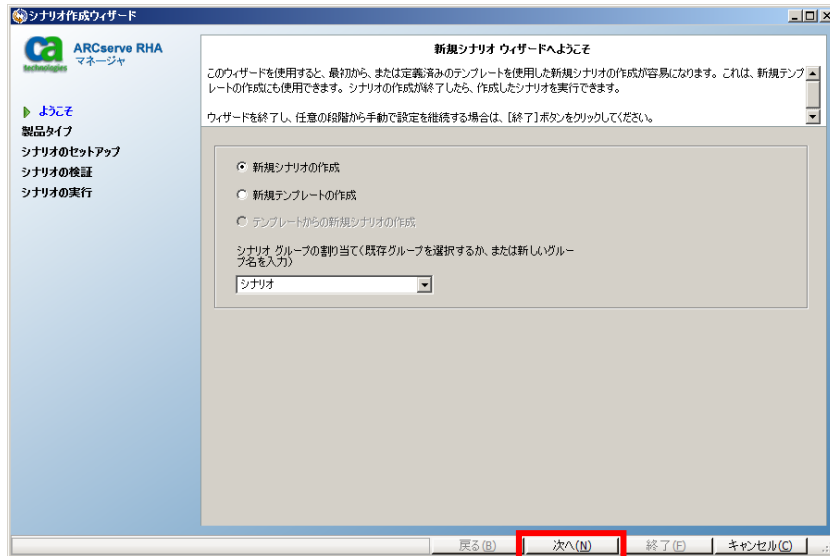 シナリオ作成ウィザード
ca
technologies
ARCserve RHA
マネージャ
ようこそ
製品タイプ
シナリオのセットアップ
シナリオの検証
シナリオの実行
新規シナリオ ウィザードへようこそ
このウィザードを使用すると、最初から、または定義済みのテンプレートを使用した新規シナリオの作成が容易になります。これは、新規テンプ
レートの作成にも使用できます。シナリオの作成が終了したら、作成したシナリオを実行できます。
ウィザードを終了し、任意の段階から手動で設定を継続する場合は、[終了]ボタンをクリックしてください。
新規シナリオの作成
新規テンプレートの作成
テンプレートからの新規シナリオの作成
シナリオ グループの割り当て(既存グループを選択するか、または新しいグルー
プ名を入力)
シナリオ
戻る(B)
次へ(N)
終了(F)
キャンセル(C)